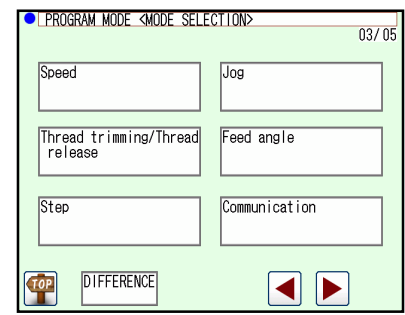 PROGRAM MODE <MODE SELECTION>
03/05
Speed
Jog
Thread trimming/Thread
release
Feed angle
Step
Communication
TOP
DIFFERENCE